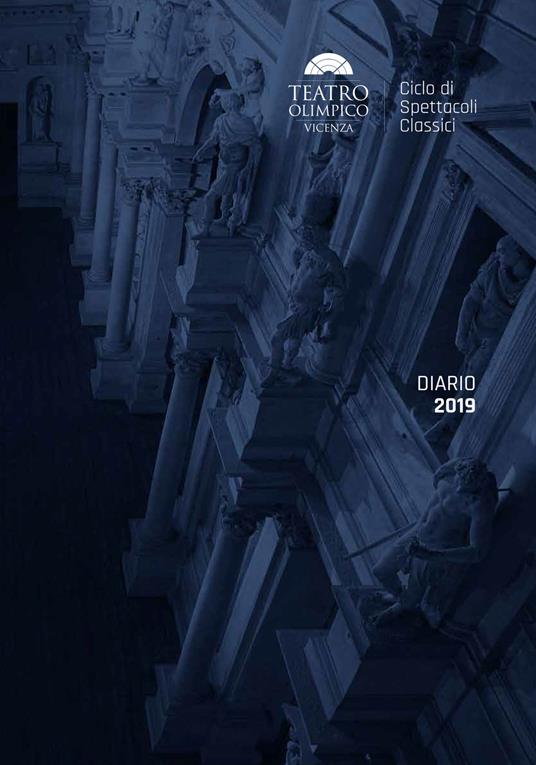 TEATRO
OLIMPICO
VICENZA
Ciclo di
Spettacoli
Classici
DIARIO
2019